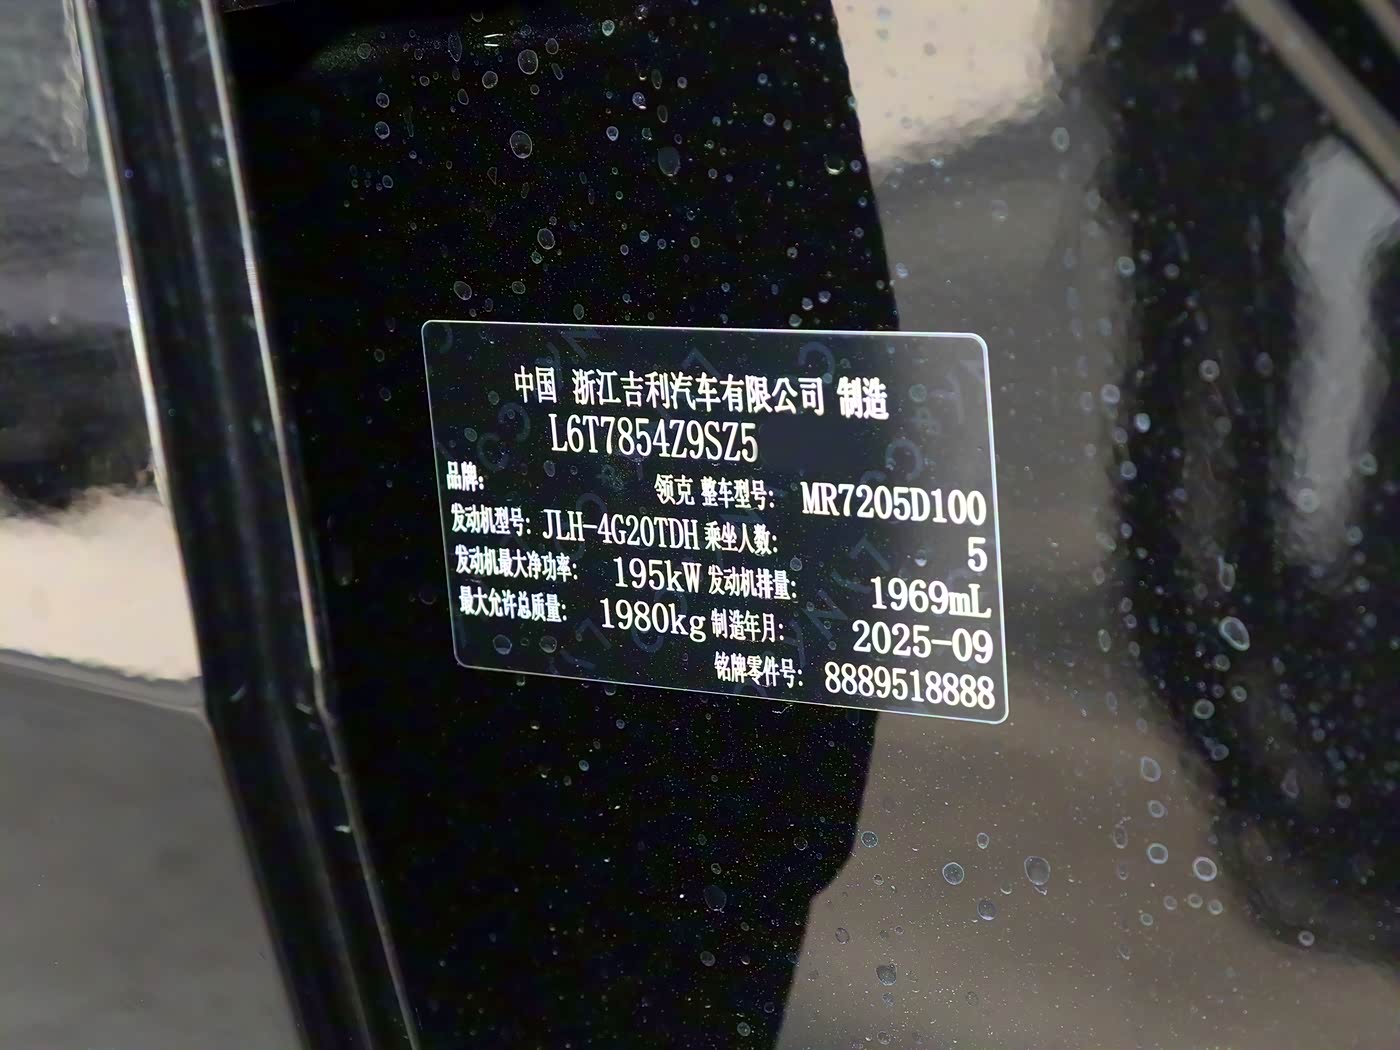 中国 浙江吉利汽车有限公司 制造
L6T7854Z9SZ5
品牌: 领克 整车型号: MR7205D100
发动机型号: JLH-4G20TDH 乘坐人数: 5
发动机最大净功率: 195kW 发动机排量: 1969mL
最大允许总质量: 1980kg 制造年月: 2025-09
铭牌零件号: 8889518888